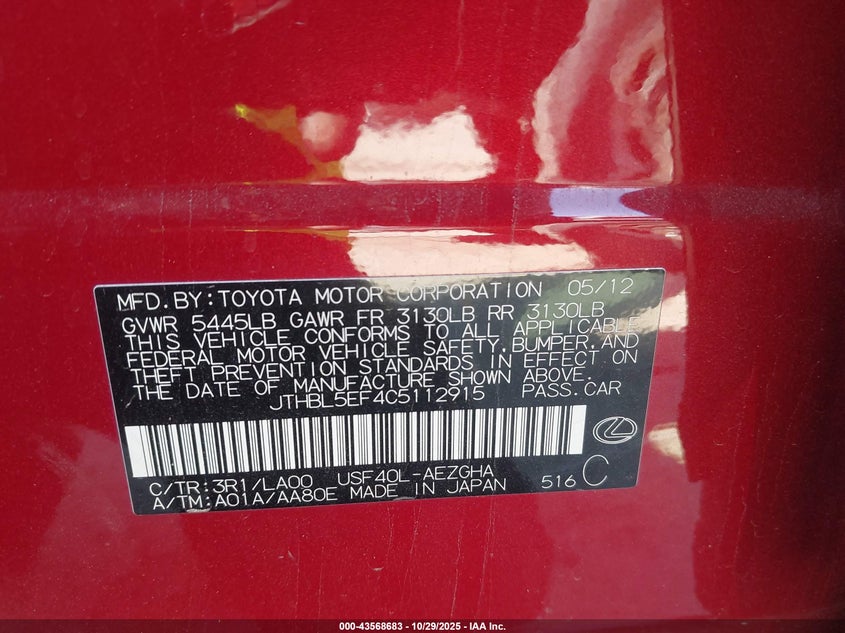 MFD.BY:TOYOTA MOTOR CORPORATION 05/12
GVWR 5445LB GAWR FR 3130LB RR 3130LB
THIS VEHICLE CONFORMS TO ALL APPLICABLE
FEDERAL MOTOR VEHICLE SAFETY,BUMPER,AND
THEFT PREVENTION STANDARDS IN EFFECT ON
THE DATE OF MANUFACTURE SHOWN ABOVE.
JTHBL5EF4C5112915 PASS.CAR
C/TR:3R1/LA00 USF40L-AEZGHA
A/TM:A01A/AA80E MADE IN JAPAN 516 C
000-43568683 - 10/29/2025 - IAA Inc.